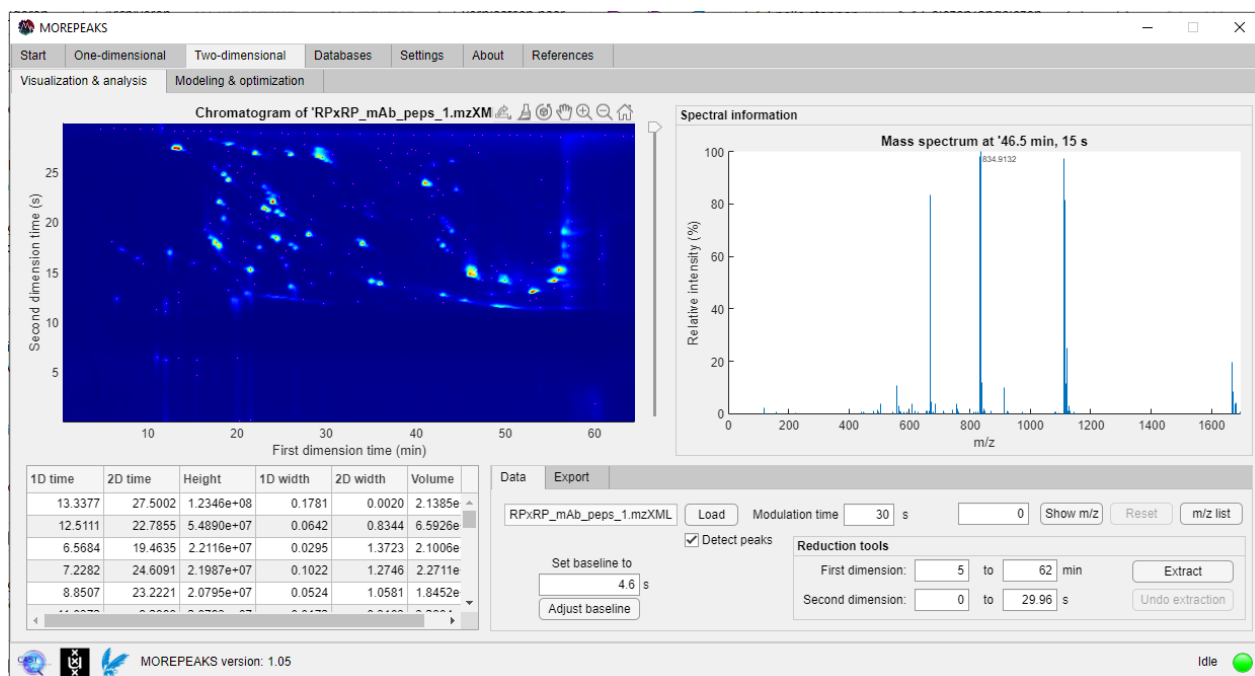 MOREPEAKS
Start One-dimensional Two-dimensional Databases Settings About References
Visualization & analysis Modeling & optimization
Chromatogram of 'RPxRP_mAb_peps_1.mzXM
Second dimension time (s)
25
20
15
10
5
10 20 30 40 50 60
First dimension time (min)
Spectral information
Mass spectrum at '46.5 min, 15 s
834.9132
Relative intensity (%)
100
80
60
40
20
0
0 200 400 600 800 1000 1200 1400 1600
m/z
1D time 2D time Height 1D width 2D width Volume
13.3377 27.5002 1.2346e+08 0.1781 0.0020 2.1385e
12.5111 22.7855 5.4890e+07 0.0642 0.8344 6.5926e
6.5684 19.4635 2.2116e+07 0.0295 1.3723 2.1006e
7.2282 24.6091 2.1987e+07 0.1022 1.2746 2.2711e
8.8507 23.2221 2.0795e+07 0.0524 1.0581 1.8452e
Data Export
RPxRP_mAb_peps_1.mzXML Load Modulation time 30 s 0 Show m/z Reset m/z list
Detect peaks
Set baseline to
4.6 s
Adjust baseline
Reduction tools
First dimension: 5 to 62 min Extract
Second dimension: 0 to 29.96 s Undo extraction
MOREPEAKS version: 1.05 Idle